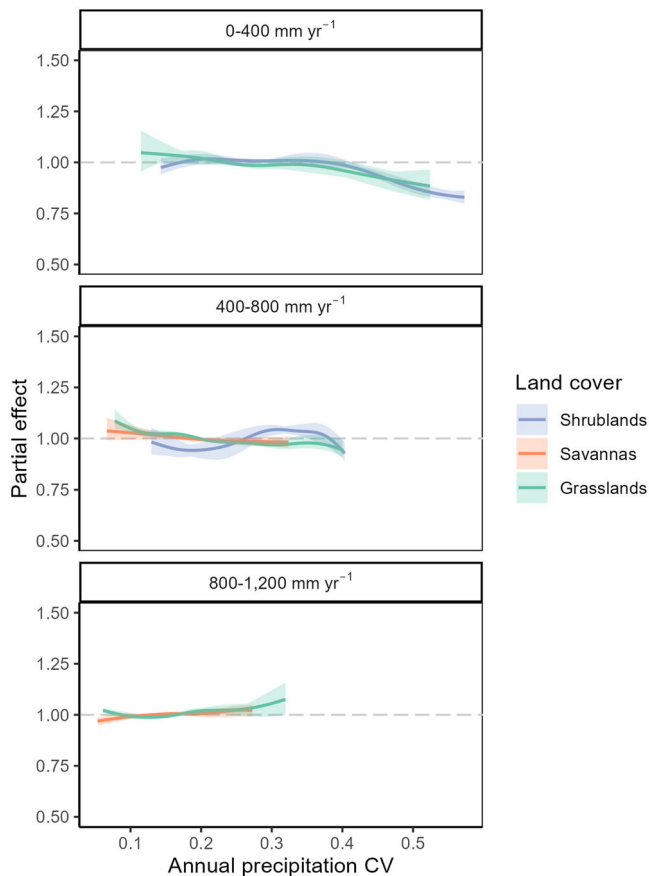 0-400 mm yr⁻¹
1.50
1.25
1.00
0.75
0.50
400-800 mm yr⁻¹
1.50
1.25
1.00
0.75
0.50
Partial effect
800-1,200 mm yr⁻¹
1.50
1.25
1.00
0.75
0.50
0.1 0.2 0.3 0.4 0.5
Annual precipitation CV
Land cover
Shrublands
Savannas
Grasslands